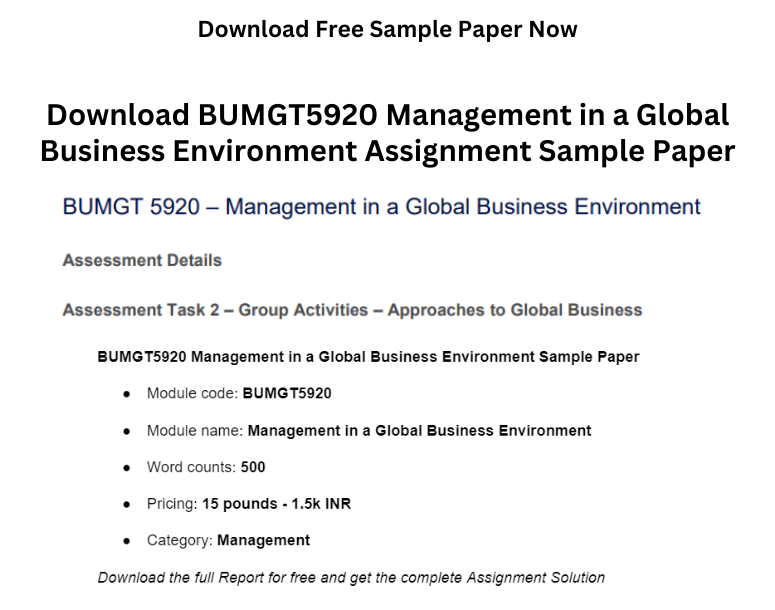 Download Free Sample Paper Now
Download BUMGT5920 Management in a Global
Business Environment Assignment Sample Paper
BUMGT 5920 – Management in a Global Business Environment
Assessment Details
Assessment Task 2 – Group Activities – Approaches to Global Business
BUMGT5920 Management in a Global Business Environment Sample Paper
● Module code: BUMGT5920
● Module name: Management in a Global Business Environment
● Word counts: 500
● Pricing: 15 pounds - 1.5k INR
● Category: Management
Download the full Report for free and get the complete Assignment Solution